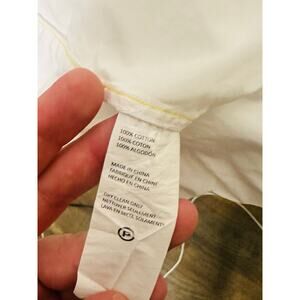 100% COTTON
100% COTON
100% ALGODÓN
MADE IN CHINA
FABRIQUÉ EN CHINE
HECHO EN CHINA
DRY CLEAN ONLY
NETTOYER SEULEMENT
LAVA EN SECO, SOLAMENTE
P